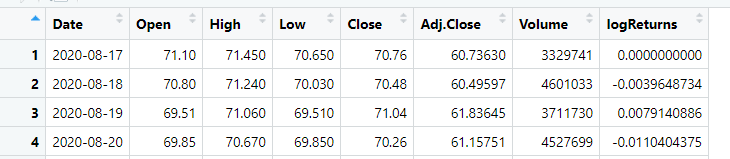 Date Open High Low Close Adj.Close Volume logReturns
1 2020-08-17 71.10 71.450 70.650 70.76 60.73630 3329741 0.0000000000
2 2020-08-18 70.80 71.240 70.030 70.48 60.49597 4601033 -0.0039648734
3 2020-08-19 69.51 71.060 69.510 71.04 61.83645 3711730 0.0079140886
4 2020-08-20 69.85 70.670 69.850 70.26 61.15751 4527699 -0.0110404375